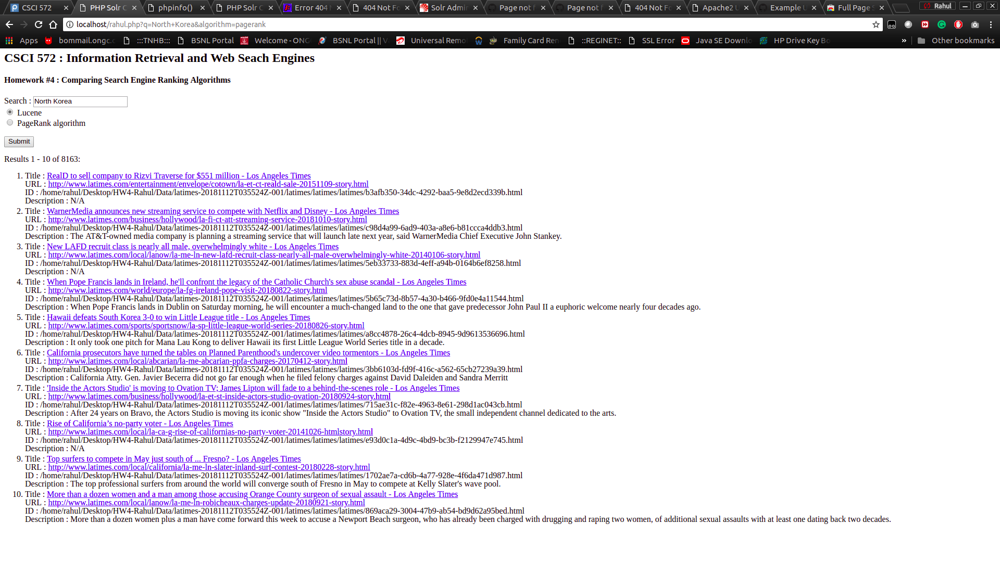 CSCI 572
PHP Solr C
phpinfo()
PHP Solr C
Error 404 N
404 Not Fo
Solr Admin
Page not f
Page not f
404 Not Fo
Apache2 U
Example U
Full Page S
Rahul
localhost/rahul.php?q=North+Korea&algorithm=pagerank
Apps
bommail.ongc.c
:::TNHB:::
BSNL Portal
Welcome - ONG
BSNL Portal || V
Universal Remo
Family Card Ren
::REGINET::
SSL Error
Java SE Downlo
HP Drive Key Bo
»
Other bookmarks
CSCI 572 : Information Retrieval and Web Seach Engines
Homework #4 : Comparing Search Engine Ranking Algorithms
Search : North Korea
Lucene
PageRank algorithm
Submit
Results 1 - 10 of 8163:
1. Title : RealD to sell company to Rizvi Traverse for $551 million - Los Angeles Times
URL : http://www.latimes.com/entertainment/envelope/cotown/la-et-ct-reald-sale-20151109-story.html
ID : /home/rahul/Desktop/HW4-Rahul/Data/latimes-20181112T035524Z-001/latimes/latimes/latimes/b3afb350-34dc-4292-baa5-9e8d2ecd339b.html
Description : N/A
2. Title : WarnerMedia announces new streaming service to compete with Netflix and Disney - Los Angeles Times
URL : http://www.latimes.com/business/hollywood/la-fi-ct-att-streaming-service-20181010-story.html
ID : /home/rahul/Desktop/HW4-Rahul/Data/latimes-20181112T035524Z-001/latimes/latimes/latimes/c98d4a99-6ad9-403a-a8e6-b81ccca4ddb3.html
Description : The AT&T-owned media company is planning a streaming service that will launch late next year, said WarnerMedia Chief Executive John Stankey.
3. Title : New LAFD recruit class is nearly all male, overwhelmingly white - Los Angeles Times
URL : http://www.latimes.com/local/lanow/la-me-ln-new-lafd-recruit-class-nearly-all-male-overwhelmingly-white-20140106-story.html
ID : /home/rahul/Desktop/HW4-Rahul/Data/latimes-20181112T035524Z-001/latimes/latimes/latimes/5eb33733-883d-4eff-a94b-0164b6ef8258.html
Description : N/A
4. Title : When Pope Francis lands in Ireland, he'll confront the legacy of the Catholic Church's sex abuse scandal - Los Angeles Times
URL : http://www.latimes.com/world/europe/la-fg-ireland-pope-visit-20180822-story.html
ID : /home/rahul/Desktop/HW4-Rahul/Data/latimes-20181112T035524Z-001/latimes/latimes/latimes/5b65c73d-8b57-4a30-b466-9fd0e4a11544.html
Description : When Pope Francis lands in Dublin on Saturday morning, he will encounter a much-changed land to the one that gave predecessor John Paul II a euphoric welcome nearly four decades ago.
5. Title : Hawaii defeats South Korea 3-0 to win Little League title - Los Angeles Times
URL : http://www.latimes.com/sports/sportsnow/la-sp-little-league-world-series-20180826-story.html
ID : /home/rahul/Desktop/HW4-Rahul/Data/latimes-20181112T035524Z-001/latimes/latimes/latimes/a8cc4878-26c4-4dcb-8945-9d9613536696.html
Description : It only took one pitch for Mana Lau Kong to deliver Hawaii its first Little League World Series title in a decade.
6. Title : California prosecutors have turned the tables on Planned Parenthood's undercover video tormentors - Los Angeles Times
URL : http://www.latimes.com/local/abcarian/la-me-abcarian-ppfa-charges-20170412-story.html
ID : /home/rahul/Desktop/HW4-Rahul/Data/latimes-20181112T035524Z-001/latimes/latimes/latimes/3bb6103d-fd9f-416c-a562-65cb27239a39.html
Description : California Atty. Gen. Javier Becerra did not go far enough when he filed felony charges against David Daleiden and Sandra Merritt
7. Title : 'Inside the Actors Studio' is moving to Ovation TV; James Lipton will fade to a behind-the-scenes role - Los Angeles Times
URL : http://www.latimes.com/business/hollywood/la-et-st-inside-actors-studio-ovation-20180924-story.html
ID : /home/rahul/Desktop/HW4-Rahul/Data/latimes-20181112T035524Z-001/latimes/latimes/latimes/715ae31c-f82e-4963-8e61-298d1ac043cb.html
Description : After 24 years on Bravo, the Actors Studio is moving its iconic show "Inside the Actors Studio" to Ovation TV, the small independent channel dedicated to the arts.
8. Title : Rise of California’s no-party voter - Los Angeles Times
URL : http://www.latimes.com/local/la-ca-g-rise-of-californias-no-party-voter-20141026-htmlstory.html
ID : /home/rahul/Desktop/HW4-Rahul/Data/latimes-20181112T035524Z-001/latimes/latimes/latimes/e93d0c1a-4d9c-4bd9-bc3b-f2129947e745.html
Description : N/A
9. Title : Top surfers to compete in May just south of ... Fresno? - Los Angeles Times
URL : http://www.latimes.com/local/california/la-me-ln-slater-inland-surf-contest-20180228-story.html
ID : /home/rahul/Desktop/HW4-Rahul/Data/latimes-20181112T035524Z-001/latimes/latimes/latimes/1702ae7a-cd6b-4a77-928e-4f6da471d987.html
Description : The top professional surfers from around the world will converge south of Fresno in May to compete at Kelly Slater's wave pool.
10. Title : More than a dozen women and a man among those accusing Orange County surgeon of sexual assault - Los Angeles Times
URL : http://www.latimes.com/local/lanow/la-me-ln-robicheaux-charges-update-20180921-story.html
ID : /home/rahul/Desktop/HW4-Rahul/Data/latimes-20181112T035524Z-001/latimes/latimes/latimes/869aca29-3004-47b9-ab54-bd9d62a95bed.html
Description : More than a dozen women plus a man have come forward this week to accuse a Newport Beach surgeon, who has already been charged with drugging and raping two women, of additional sexual assaults with at least one dating back two decades.